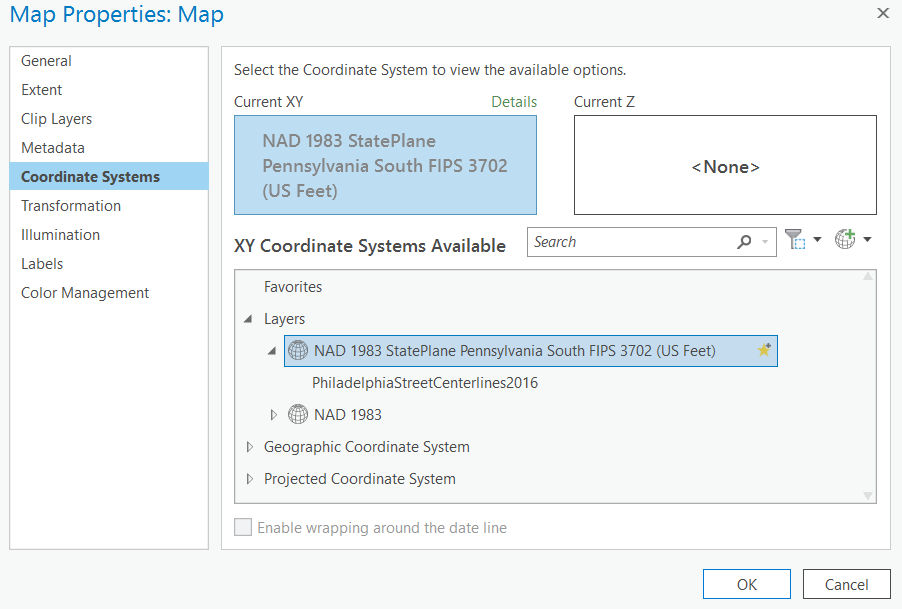 Map Properties: Map
General
Extent
Clip Layers
Metadata
Coordinate Systems
Transformation
Illumination
Labels
Color Management
Select the Coordinate System to view the available options.
Current XY
Details
Current Z
NAD 1983 StatePlane
Pennsylvania South FIPS 3702
(US Feet)
<None>
XY Coordinate Systems Available
Search
Favorites
Layers
NAD 1983 StatePlane Pennsylvania South FIPS 3702 (US Feet)
PhiladelphiaStreetCenterlines2016
NAD 1983
Geographic Coordinate System
Projected Coordinate System
Enable wrapping around the date line
OK
Cancel